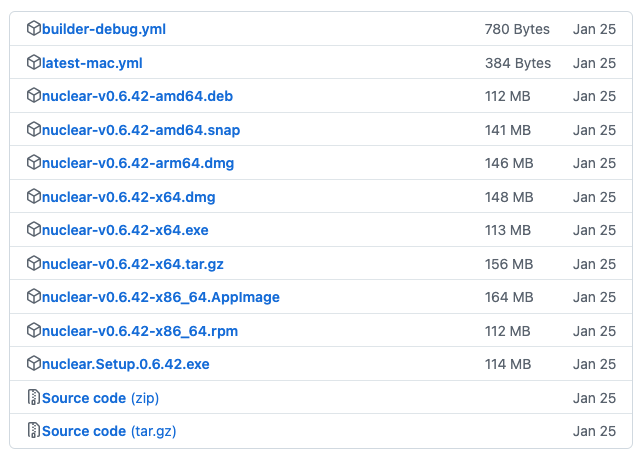 builder-debug.yml 780 Bytes Jan 25
latest-mac.yml 384 Bytes Jan 25
nuclear-v0.6.42-amd64.deb 112 MB Jan 25
nuclear-v0.6.42-amd64.snap 141 MB Jan 25
nuclear-v0.6.42-arm64.dmg 146 MB Jan 25
nuclear-v0.6.42-x64.dmg 148 MB Jan 25
nuclear-v0.6.42-x64.exe 113 MB Jan 25
nuclear-v0.6.42-x64.tar.gz 156 MB Jan 25
nuclear-v0.6.42-x86_64.AppImage 164 MB Jan 25
nuclear-v0.6.42-x86_64.rpm 112 MB Jan 25
nuclear.Setup.0.6.42.exe 114 MB Jan 25
Source code (zip) Jan 25
Source code (tar.gz) Jan 25